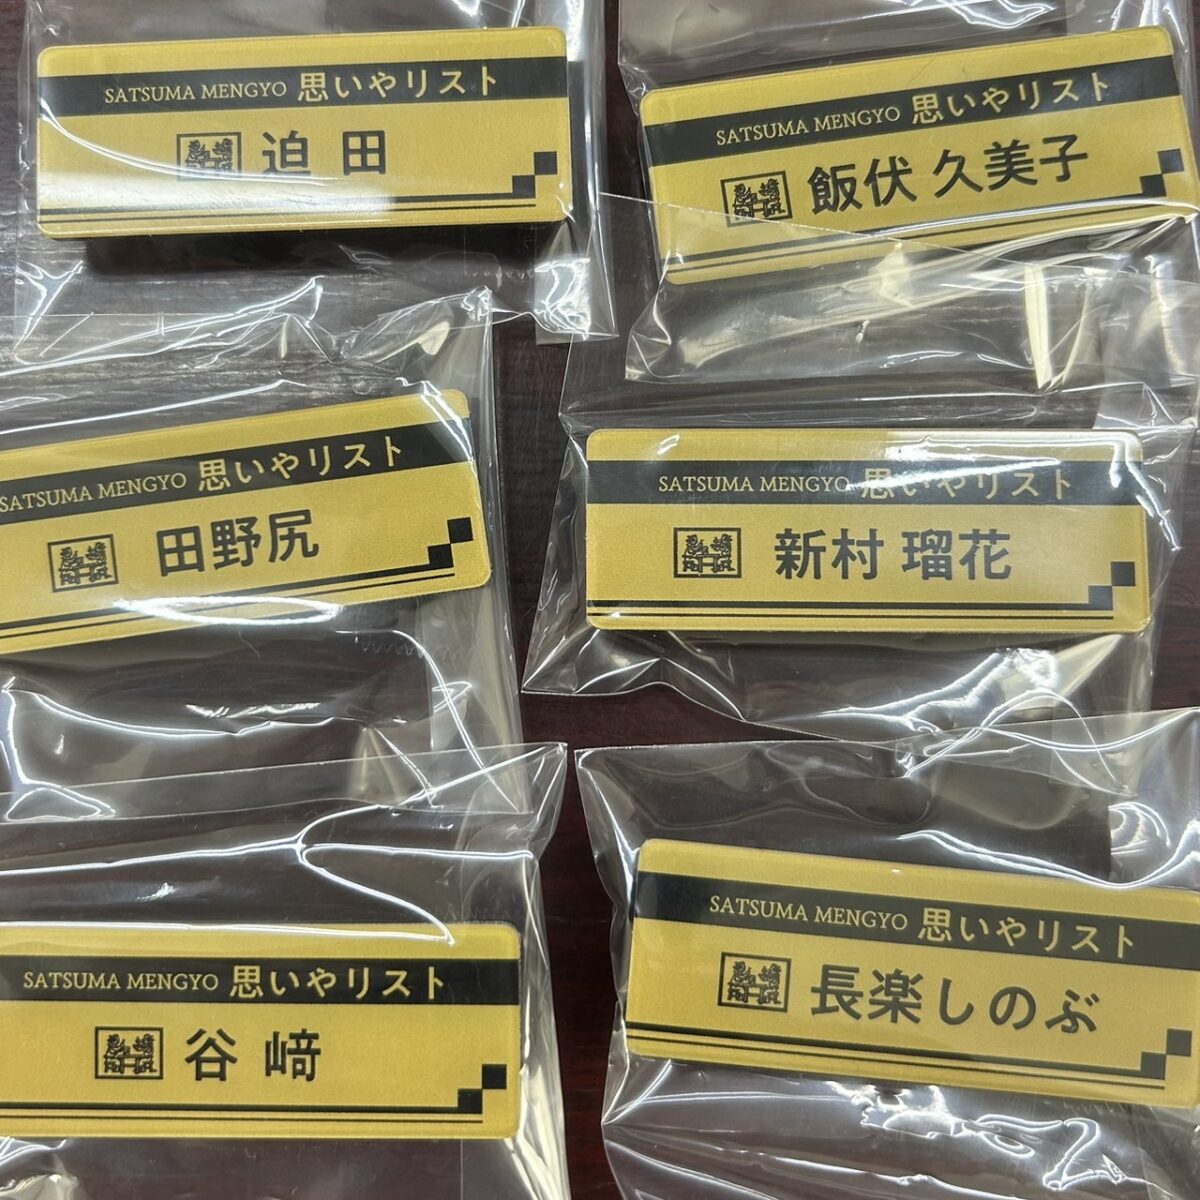 SATSUMA MENGYO 思いやリスト
迫田
SATSUMA MENGYO 思いやリスト
飯伏 久美子
SATSUMA MENGYO 思いやリスト
田野尻
SATSUMA MENGYO 思いやリスト
新村 瑠花
SATSUMA MENGYO 思いやリスト
谷﨑
SATSUMA MENGYO 思いやリスト
長楽しのぶ